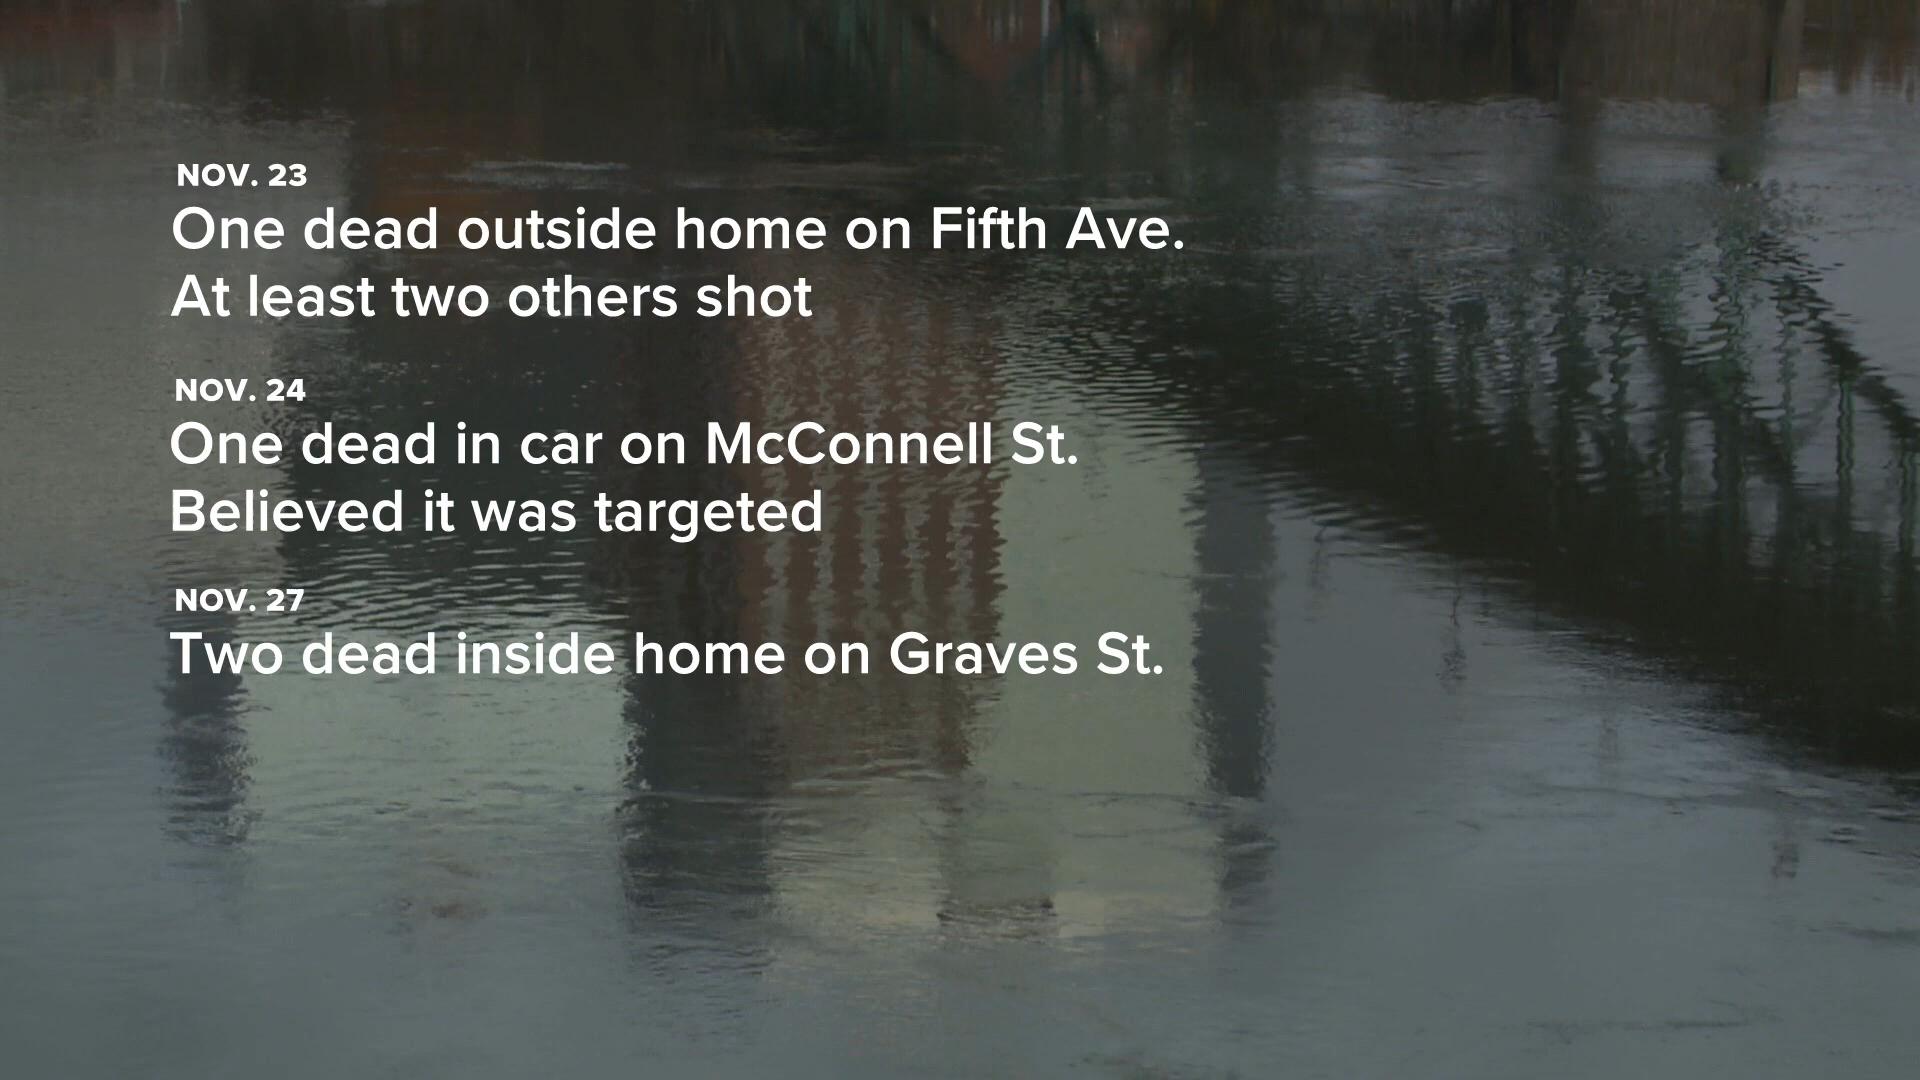 NOV. 23
One dead outside home on Fifth Ave.
At least two others shot
NOV. 24
One dead in car on McConnell St.
Believed it was targeted
NOV. 27
Two dead inside home on Graves St.